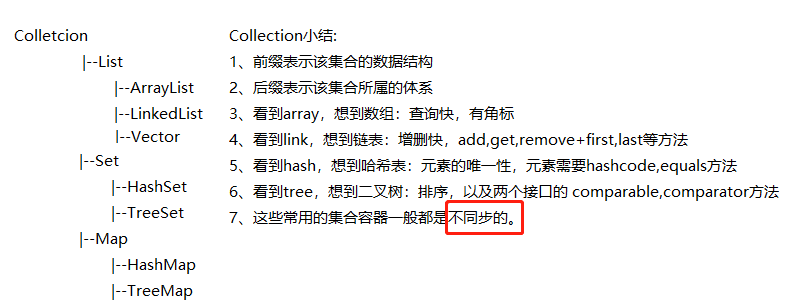 Colletcion
|--List
|--ArrayList
|--LinkedList
|--Vector
|--Set
|--HashSet
|--TreeSet
|--Map
|--HashMap
|--TreeMap
Collection小结:
1、前缀表示该集合的数据结构
2、后缀表示该集合所属的体系
3、看到array，想到数组：查询快，有角标
4、看到link，想到链表：增删快，add,get,remove+first,last等方法
5、看到hash，想到哈希表：元素的唯一性，元素需要hashcode,equals方法
6、看到tree，想到二叉树：排序，以及两个接口的 comparable,comparator方法
7、这些常用的集合容器一般都是不同步的。